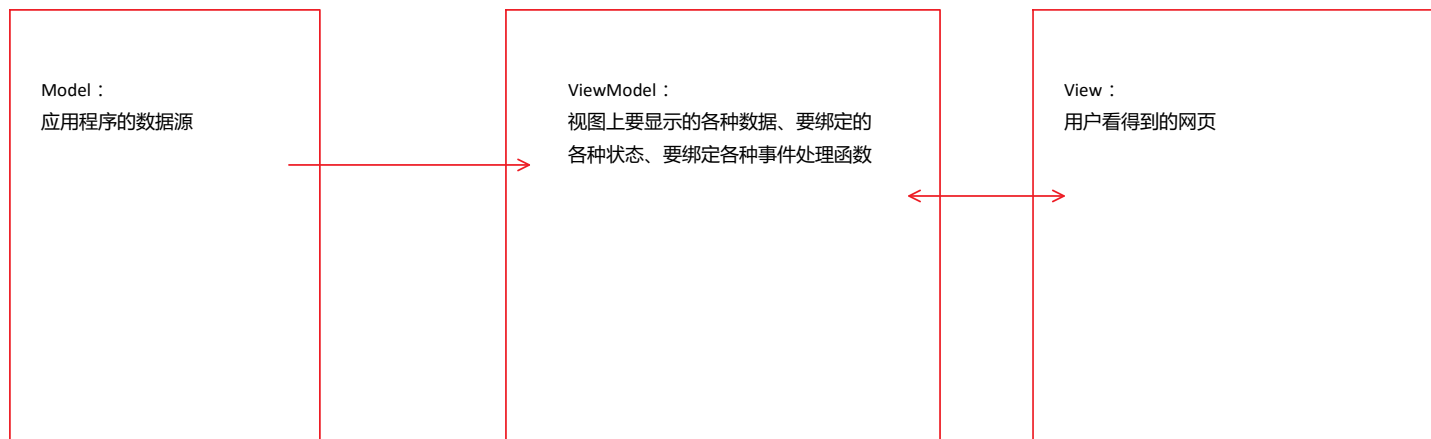 Model：
应用程序的数据源
ViewModel：
视图上要显示的各种数据、要绑定的
各种状态、要绑定各种事件处理函数
View：
用户看得到的网页